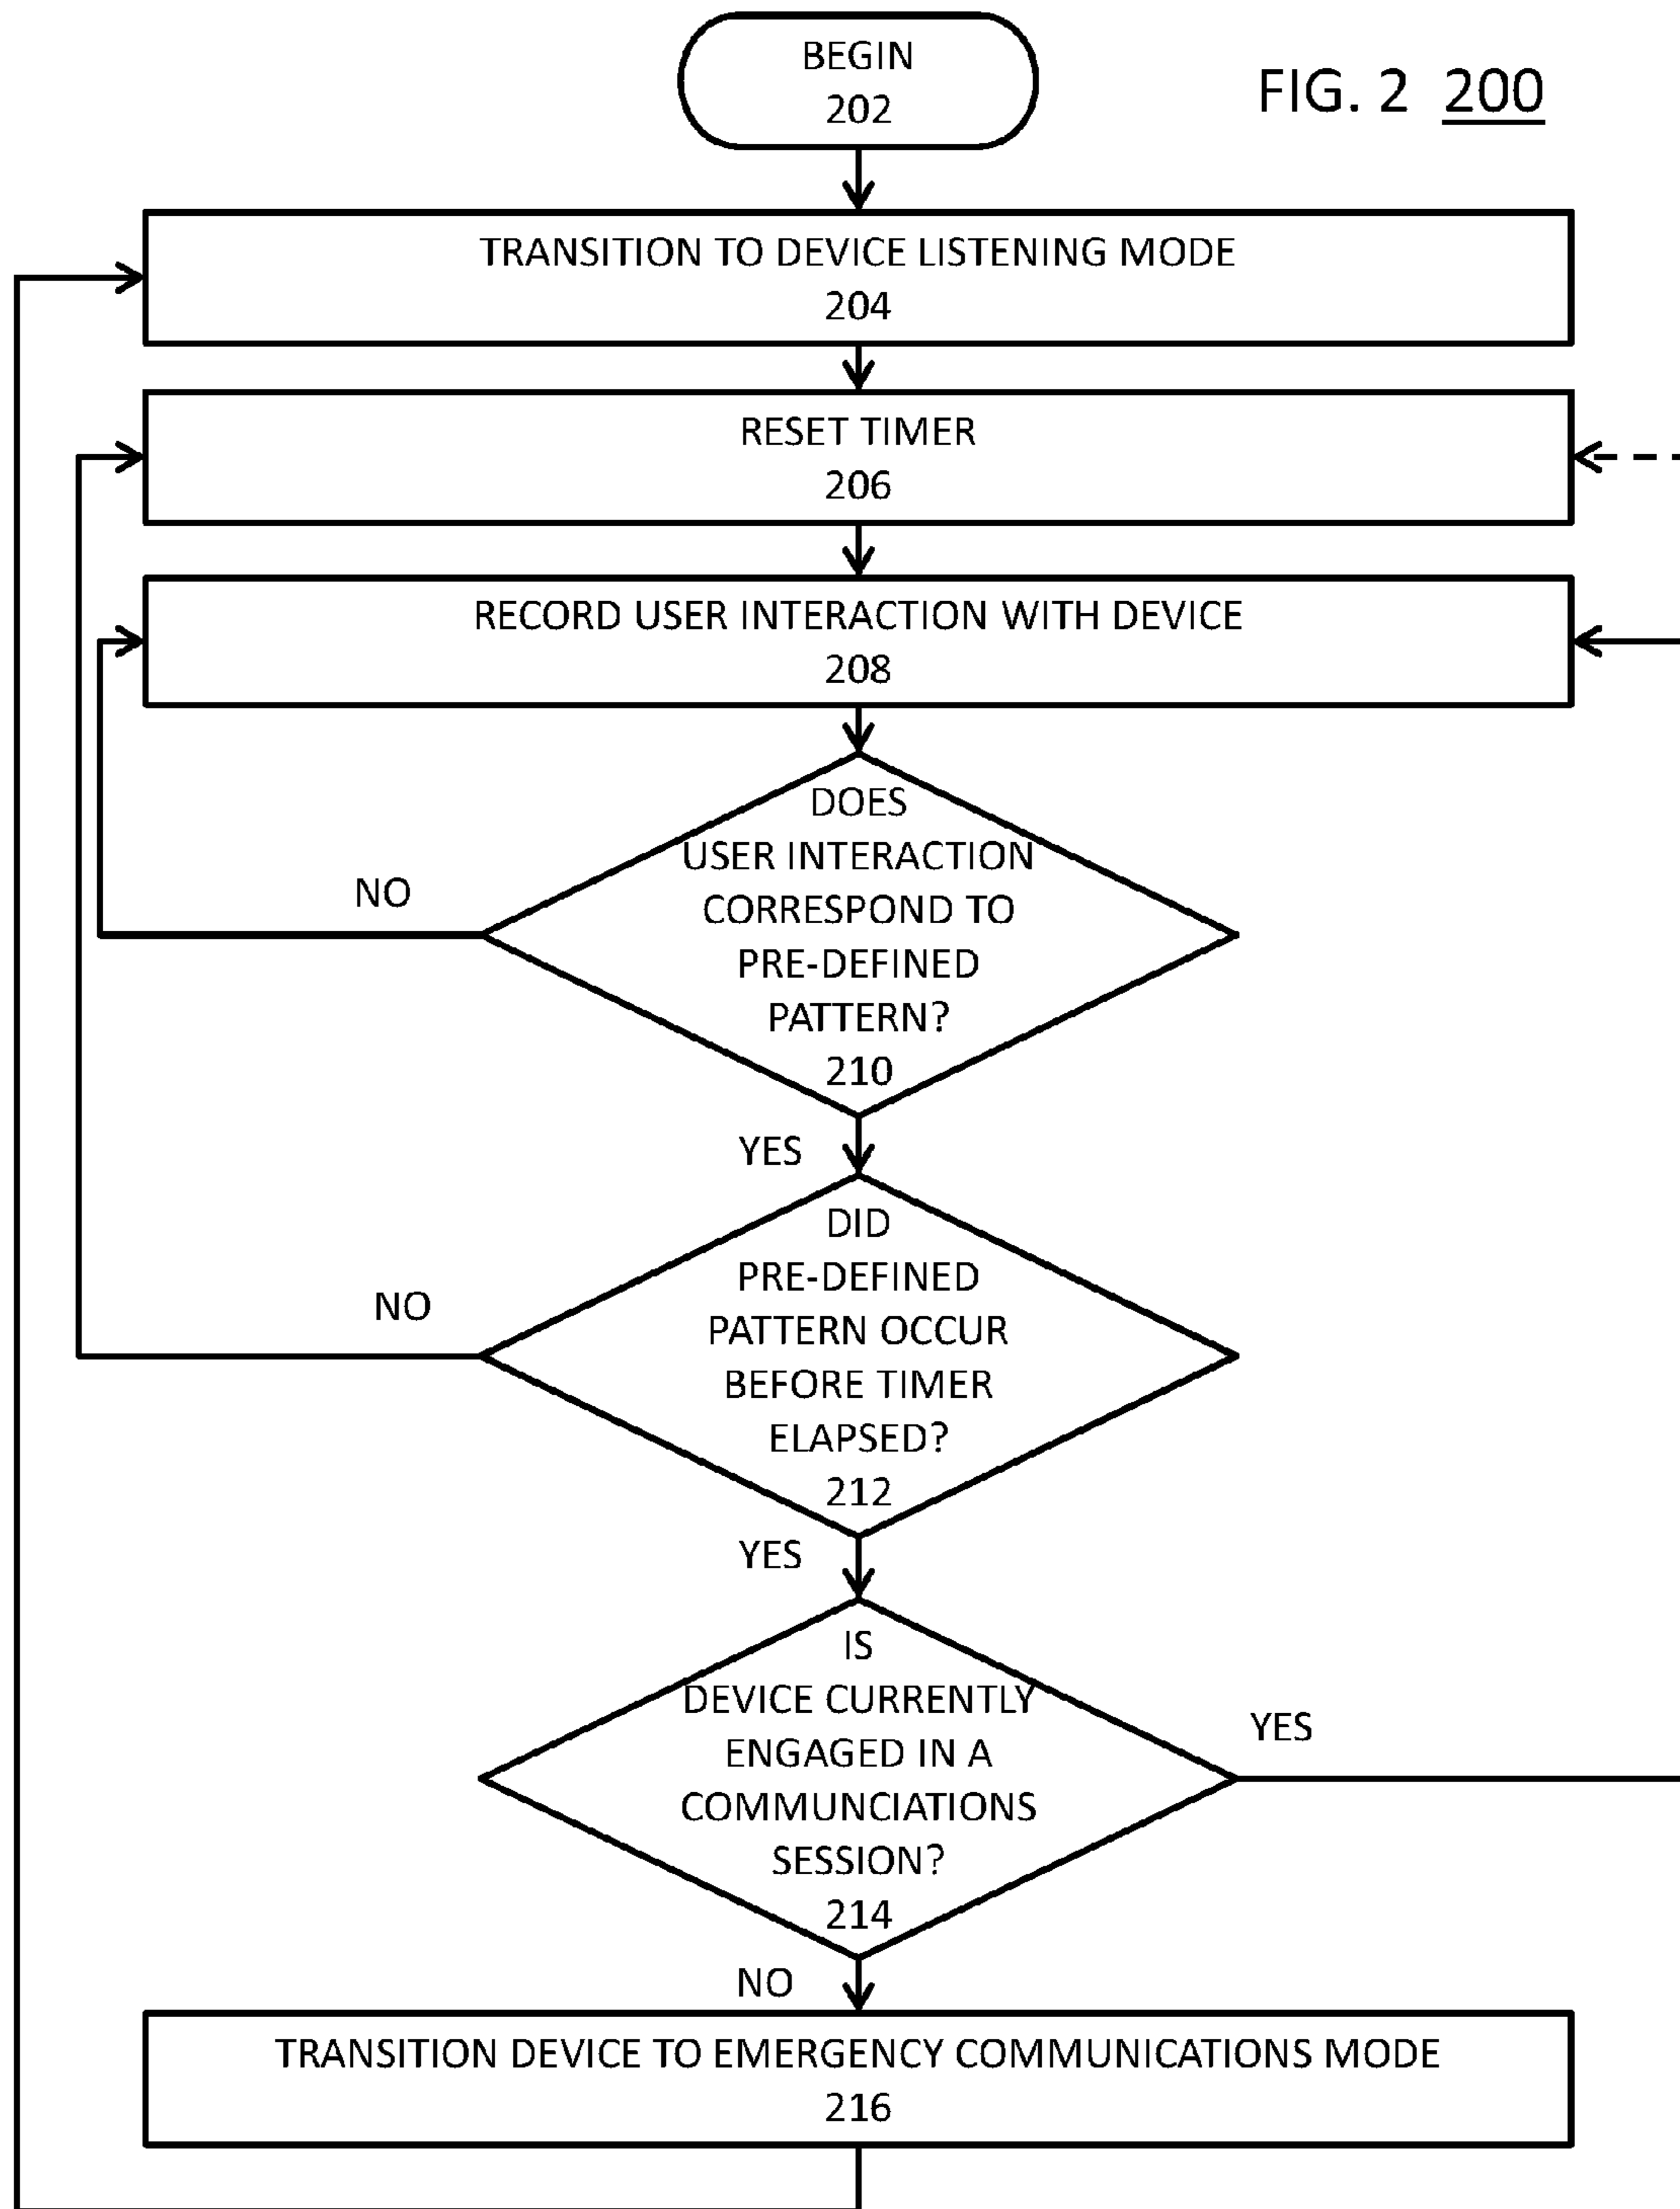 BEGIN
202
FIG. 2 200
TRANSITION TO DEVICE LISTENING MODE
204
RESET TIMER
206
RECORD USER INTERACTION WITH DEVICE
208
DOES
USER INTERACTION
CORRESPOND TO
PRE-DEFINED
PATTERN?
210
NO
YES
DID
PRE-DEFINED
PATTERN OCCUR
BEFORE TIMER
ELAPSED?
212
NO
YES
IS
DEVICE CURRENTLY
ENGAGED IN A
COMMUNCIATIONS
SESSION?
214
YES
NO
TRANSITION DEVICE TO EMERGENCY COMMUNICATIONS MODE
216